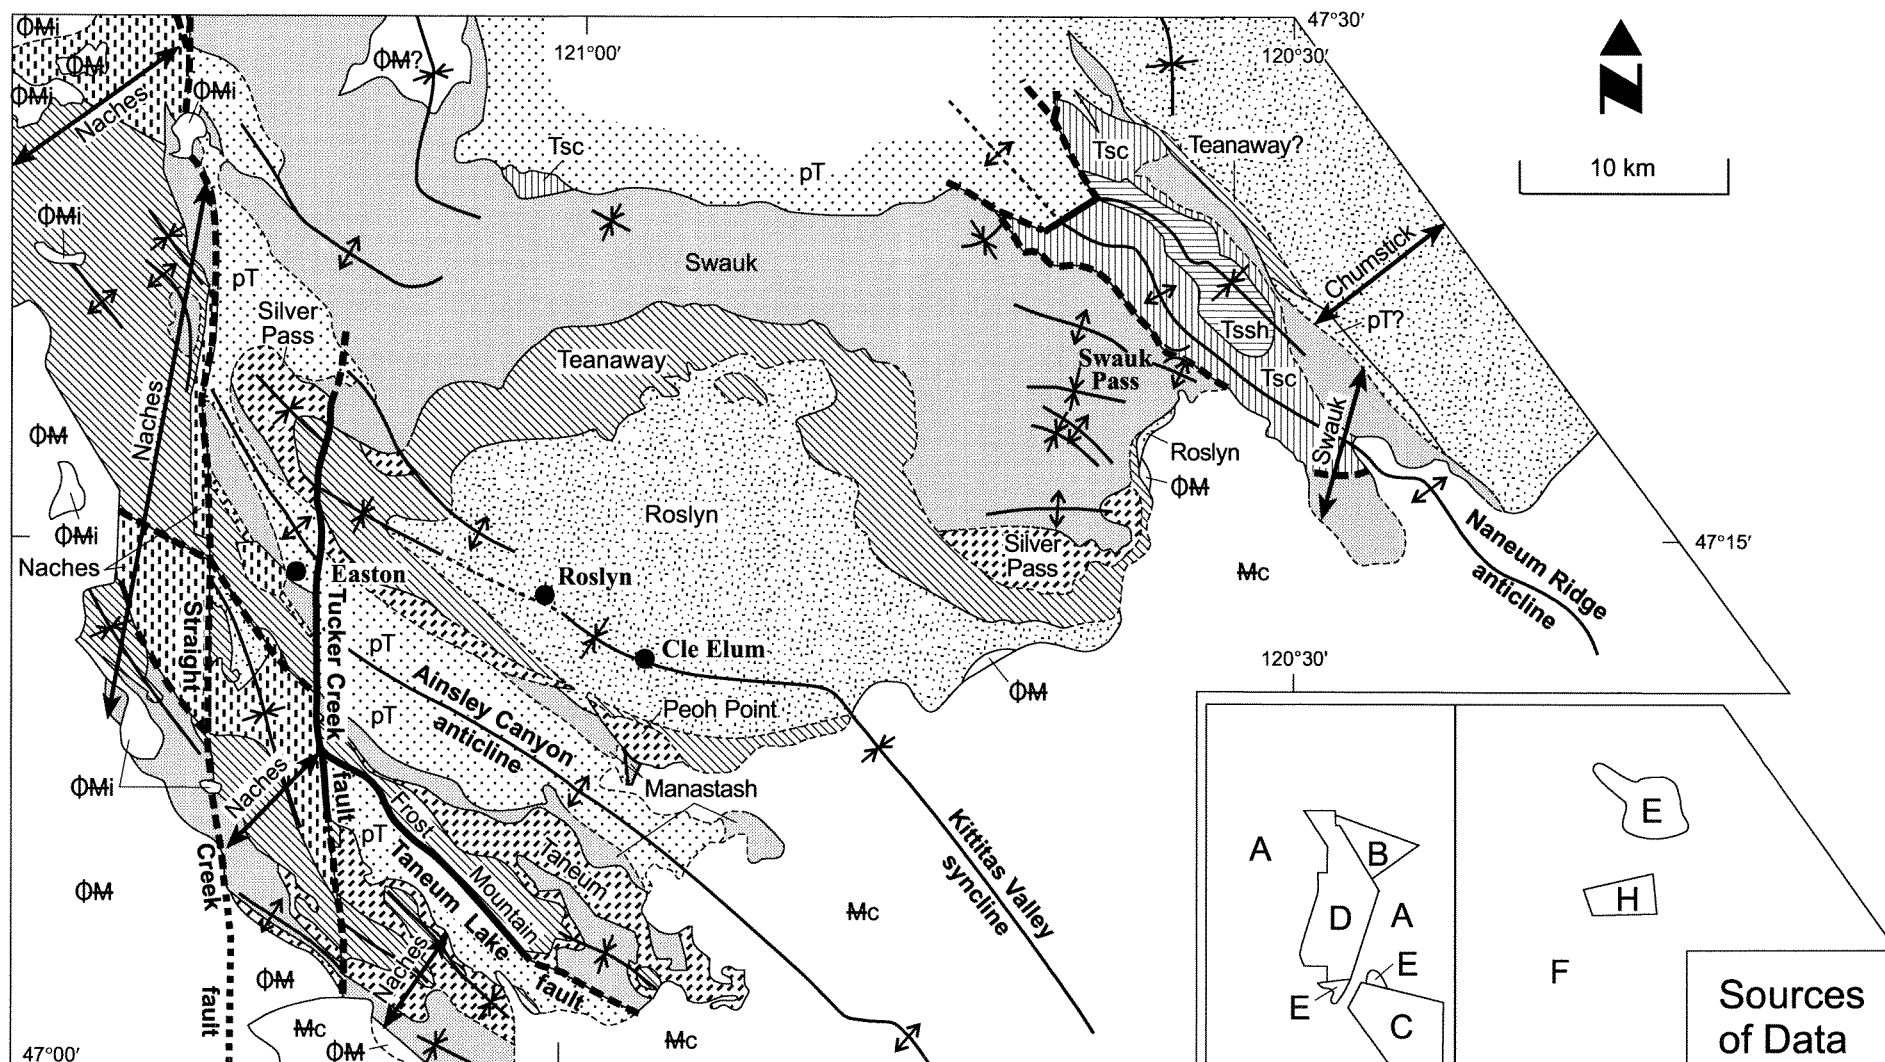 ΦMi
47°30′
121°00′
120°30′
ΦM
ΦM?
ΦMi
ΦMi
Naches
Tsc
pT
Tsc
Teanaway?
10 km
ΦMi
Swauk
Chumstick
pT
Silver
Pass
Teanaway
Tssh
pT?
Swauk
Pass
Tsc
Naches
ΦM
Swauk
Roslyn
ΦM
Roslyn
Naneum Ridge
anticline
47°15′
ΦMi
Naches
Silver
Pass
Mc
Easton
Roslyn
Straight
Creek
fault
Tucker Creek
fault
pT
Cle Elum
120°30′
ΦM
Ainsley Canyon
anticline
pT
Peoh Point
ΦMi
Naches
Manastash
Frost
Mountain
pT
Taneum
Taneum Lake
fault
Kittitas Valley
syncline
Mc
ΦM
Naches
ΦM
Mc
ΦM
Mc
47°00′
E
A
B
H
D
A
E
F
E
C
Sources
of Data